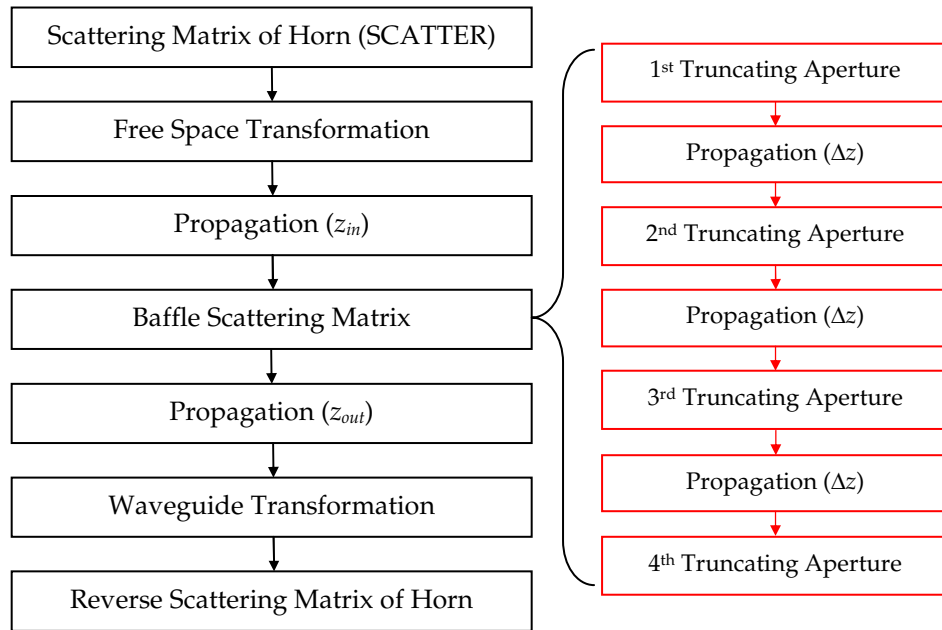 Scattering Matrix of Horn (SCATTER)
Free Space Transformation
Propagation (z_in)
Baffle Scattering Matrix
Propagation (z_out)
Waveguide Transformation
Reverse Scattering Matrix of Horn
1st Truncating Aperture
Propagation (Δz)
2nd Truncating Aperture
Propagation (Δz)
3rd Truncating Aperture
Propagation (Δz)
4th Truncating Aperture